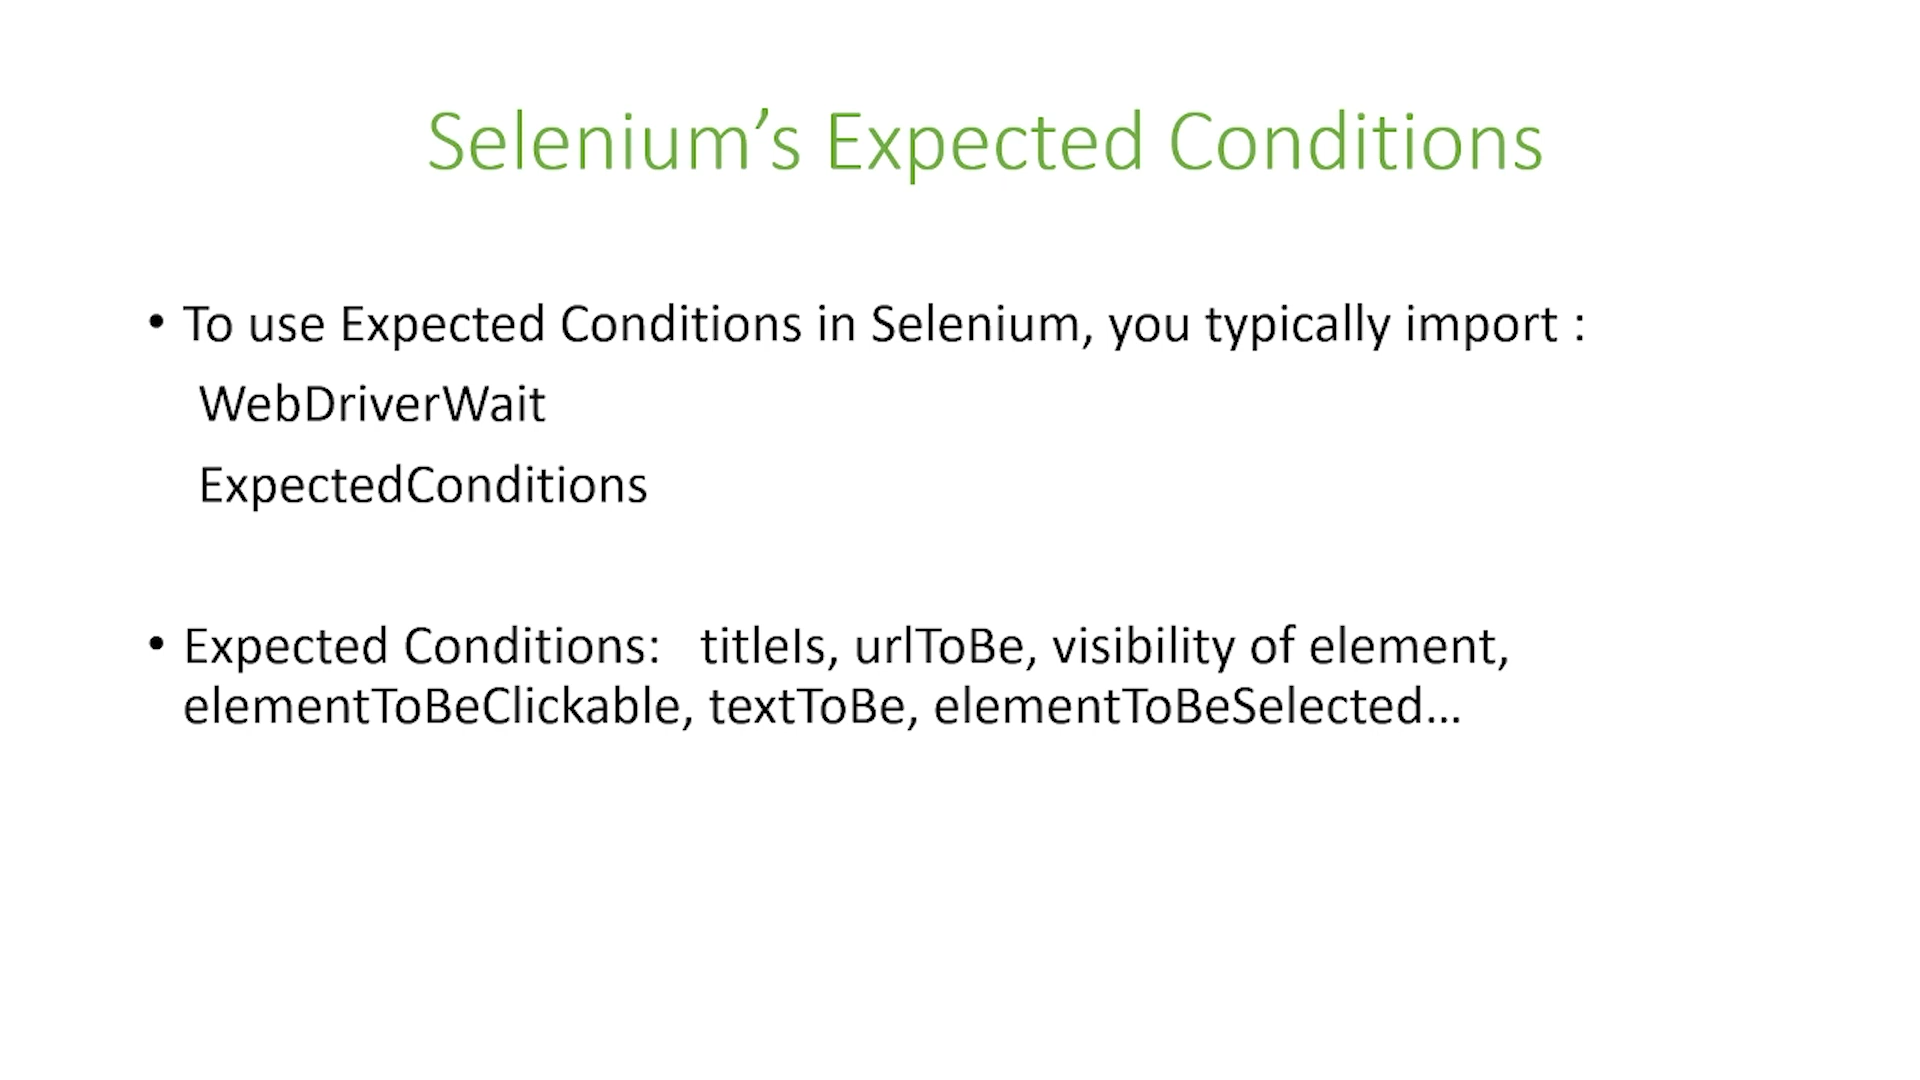 Selenium’s Expected Conditions
• To use Expected Conditions in Selenium, you typically import :
WebDriverWait
ExpectedConditions
• Expected Conditions:   titleIs, urlToBe, visibility of element,
elementToBeClickable, textToBe, elementToBeSelected…